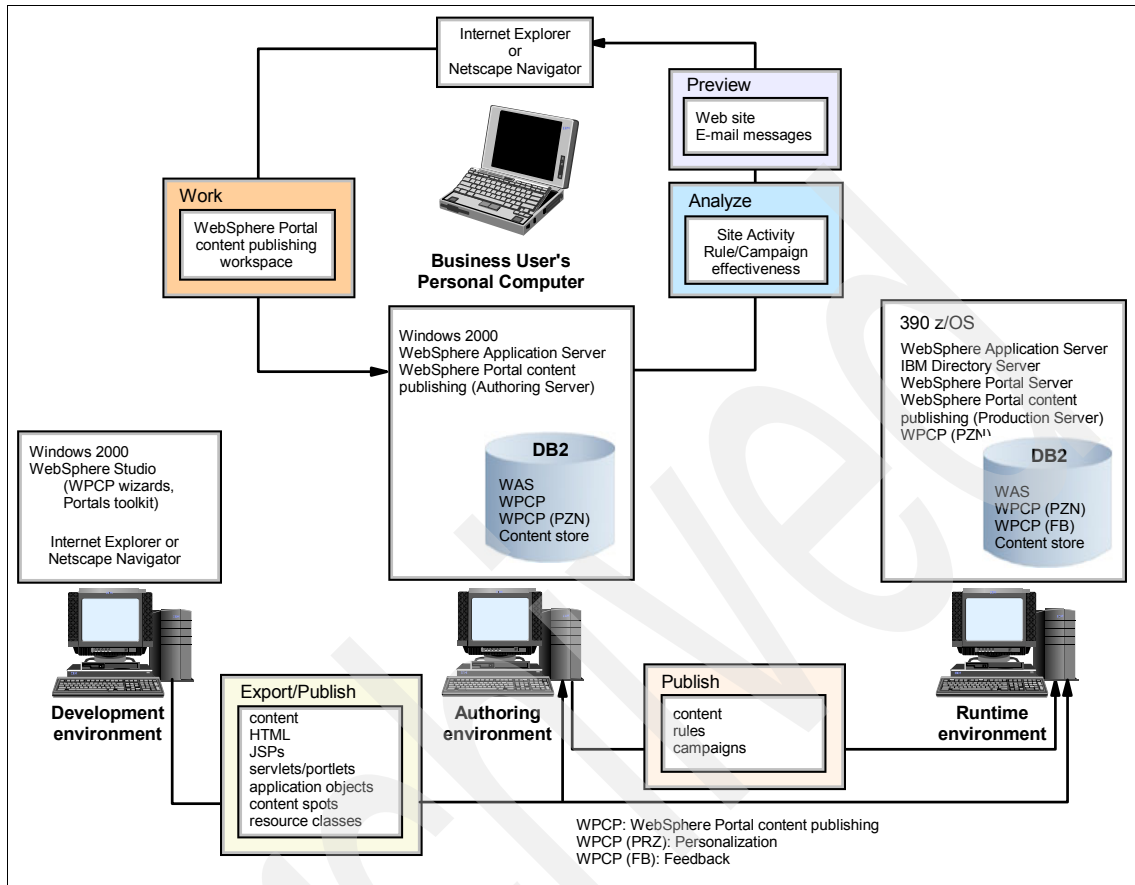 Internet Explorer
or
Netscape Navigator
Preview
Web site
E-mail messages
Work
WebSphere Portal
content publishing
workspace
Analyze
Site Activity
Rule/Campaign
effectiveness
Business User's
Personal Computer
Windows 2000
WebSphere Application Server
WebSphere Portal content
publishing (Authoring Server)
DB2
WAS
WPCP
WPCP (PZN)
Content store
390 z/OS
WebSphere Application Server
IBM Directory Server
WebSphere Portal Server
WebSphere Portal content
publishing (Production Server)
WPCP (PZN)
DB2
WAS
WPCP (PZN)
WPCP (FB)
Content store
Windows 2000
WebSphere Studio
(WPCP wizards,
Portals toolkit)
Internet Explorer or
Netscape Navigator
Development
environment
Export/Publish
content
HTML
JSPs
servlets/portlets
application objects
content spots
resource classes
Authoring
environment
Publish
content
rules
campaigns
Runtime
environment
WPCP: WebSphere Portal content publishing
WPCP (PRZ): Personalization
WPCP (FB): Feedback